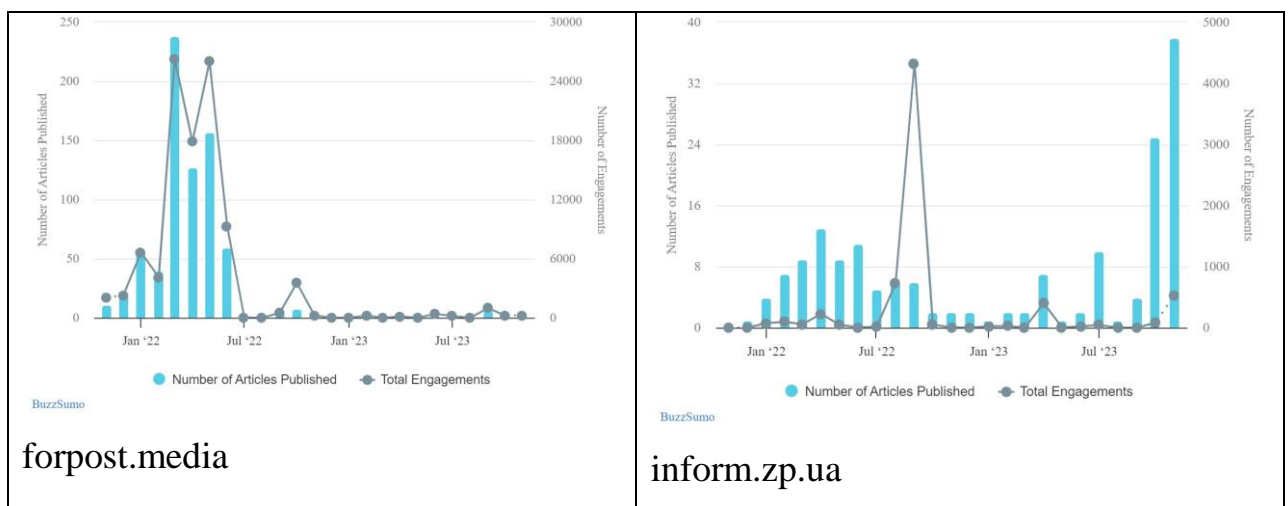 250
200
150
100
50
0
Number of Articles Published
30000
24000
18000
12000
6000
0
Number of Engagements
Jan ‘22
Jul ‘22
Jan ‘23
Jul ‘23
Number of Articles Published Total Engagements
BuzzSumo
forpost.media
40
32
24
16
8
0
Number of Articles Published
5000
4000
3000
2000
1000
0
Number of Engagements
Jan ‘22
Jul ‘22
Jan ‘23
Jul ‘23
Number of Articles Published Total Engagements
BuzzSumo
inform.zp.ua